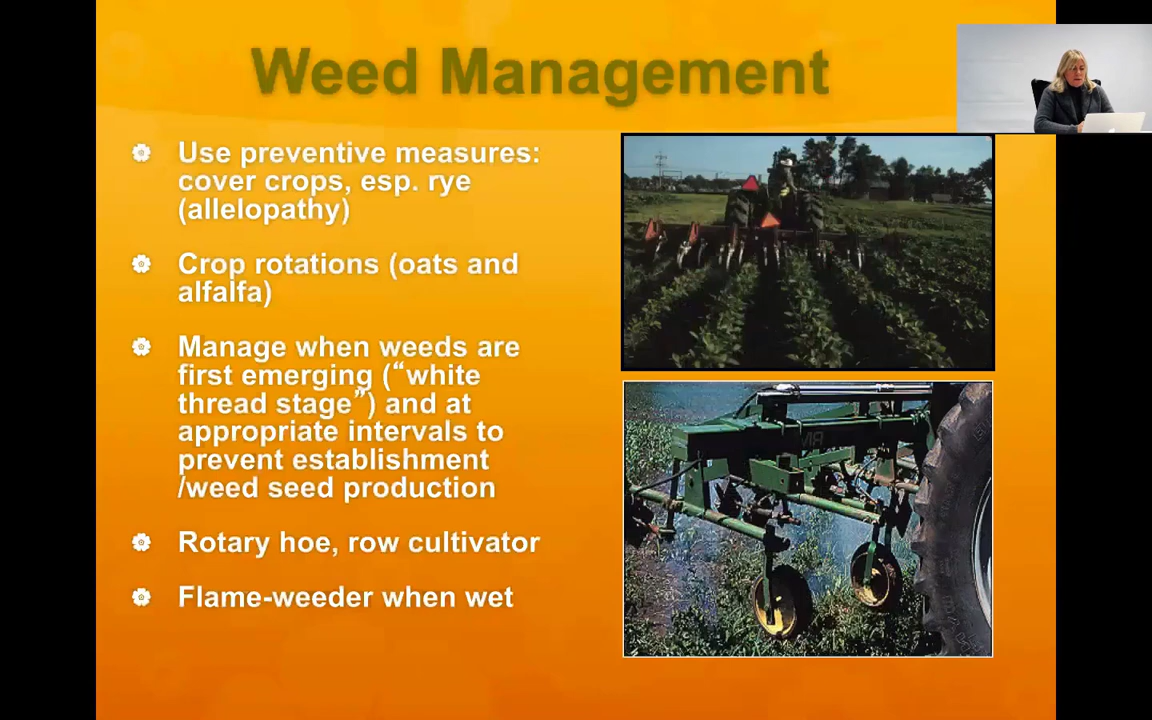 Weed Management
Use preventive measures:
cover crops, esp. rye
(allelopathy)
Crop rotations (oats and
alfalfa)
Manage when weeds are
first emerging (“white
thread stage”) and at
appropriate intervals to
prevent establishment
/weed seed production
Rotary hoe, row cultivator
Flame-weeder when wet